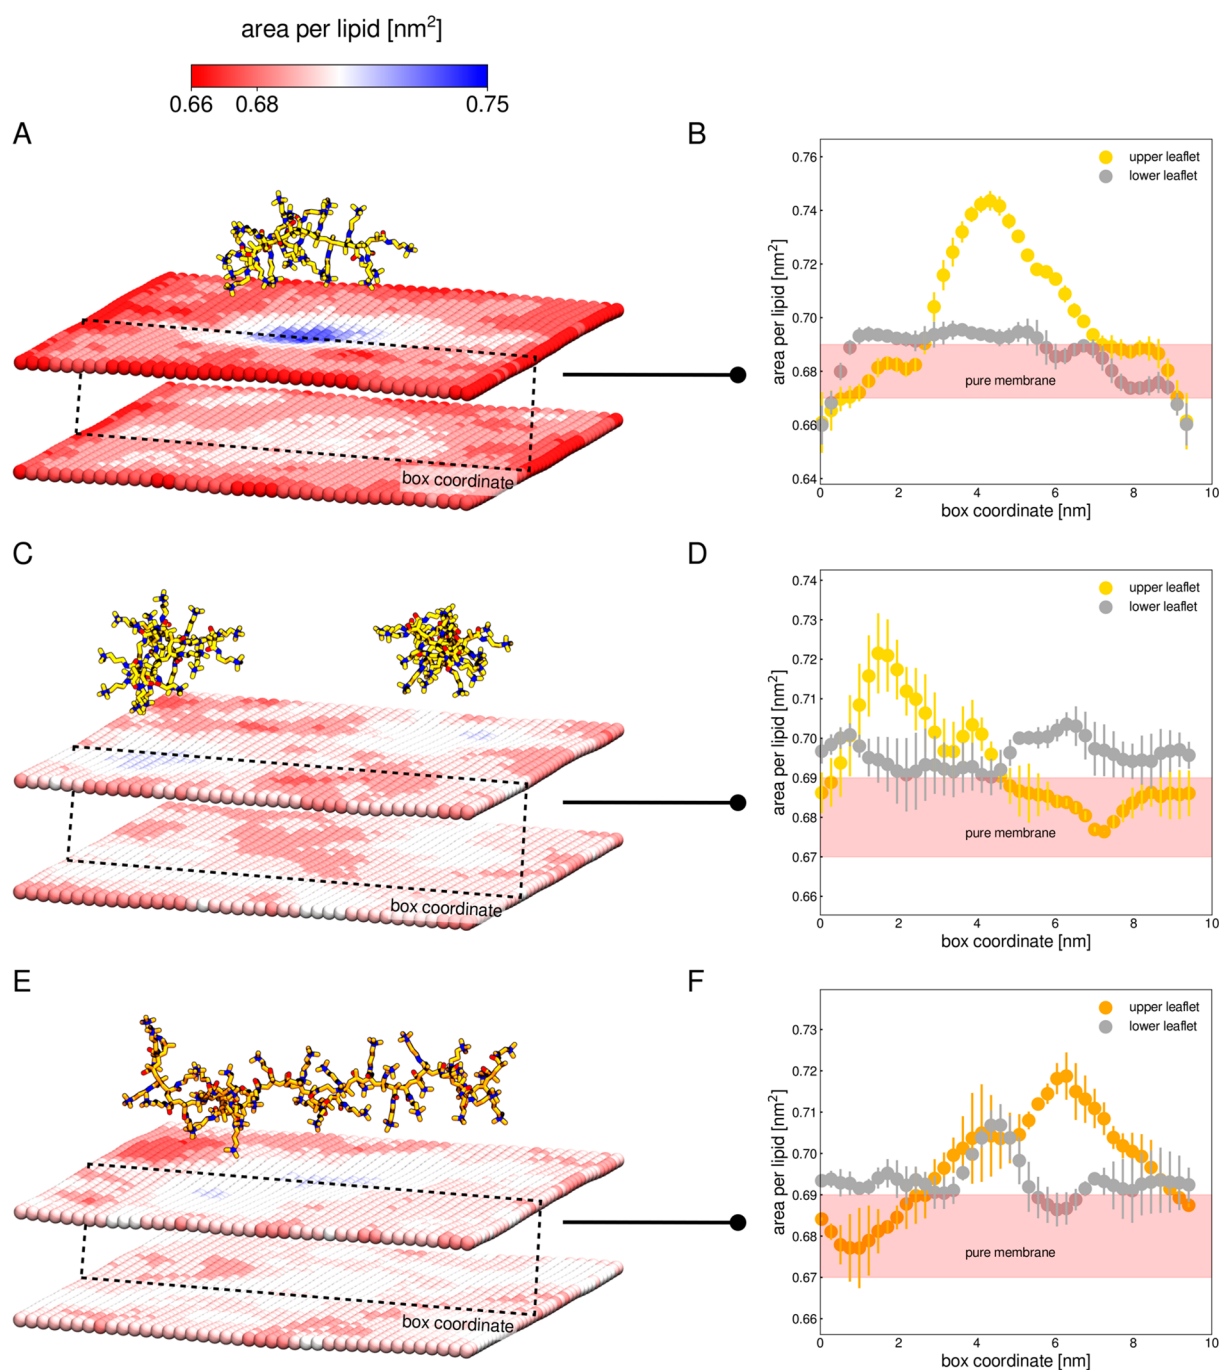 area per lipid [nm²]
0.66 0.68 0.75
A
box coordinate
B
0.76
0.74
0.72
0.70
0.68
0.66
0.64
area per lipid [nm²]
upper leaflet
lower leaflet
pure membrane
0 2 4 6 8 10
box coordinate [nm]
C
box coordinate
D
0.74
0.73
0.72
0.71
0.70
0.69
0.68
0.67
0.66
area per lipid [nm²]
upper leaflet
lower leaflet
pure membrane
0 2 4 6 8 10
box coordinate [nm]
E
box coordinate
F
0.73
0.72
0.71
0.70
0.69
0.68
0.67
0.66
area per lipid [nm²]
upper leaflet
lower leaflet
pure membrane
0 2 4 6 8 10
box coordinate [nm]